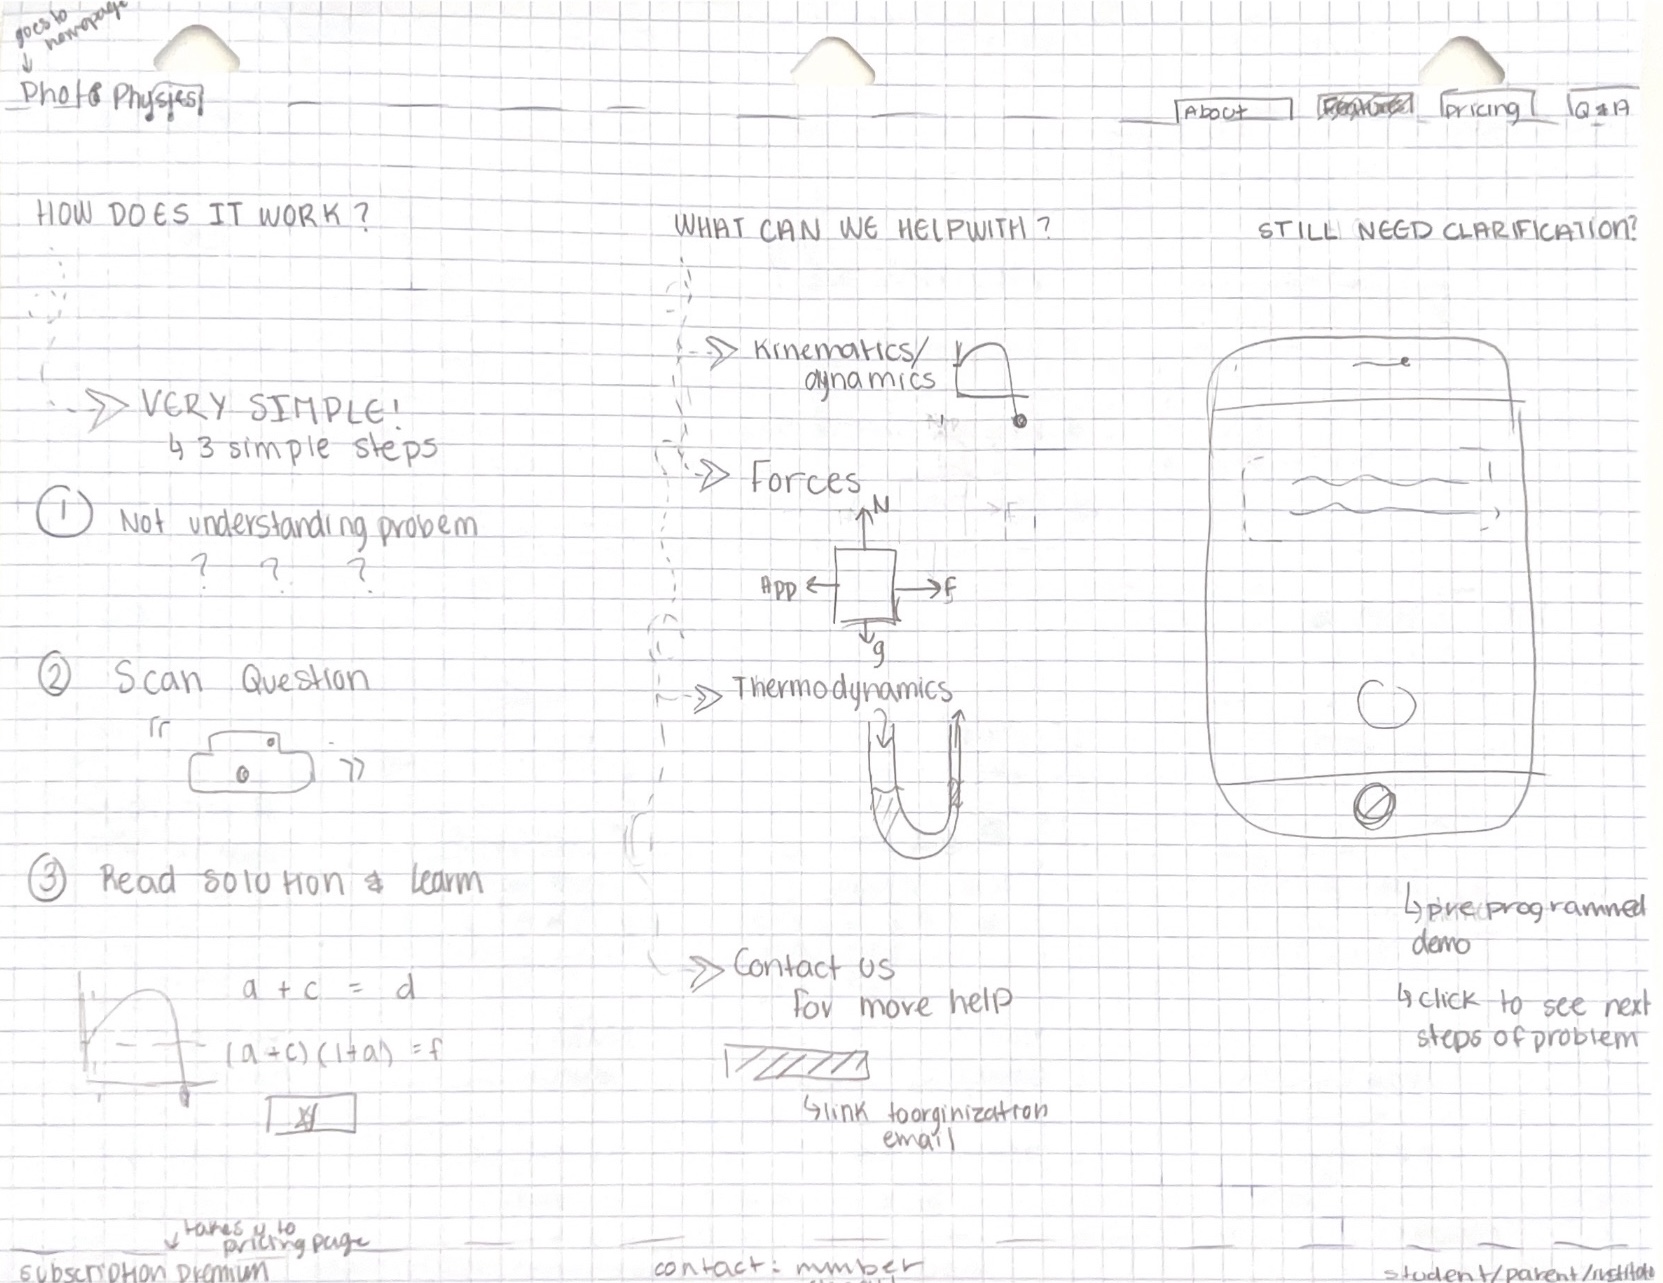 goes to
homepage
Photo Physics
About
Features
pricing
Q & A
HOW DOES IT WORK?
VERY SIMPLE!
↳ 3 simple steps
① Not understanding probem
? ? ?
② Scan Question
③ Read solution & learm
a + c = d
(a + c)(1+a) = f
WHAT CAN WE HELPWITH?
Kinematics/
dynamics
Forces
N
App
f
g
Thermodynamics
Contact us
for more help
↳ link toorginization
email
STILL NEED CLARIFICATION?
↳ pre programmed
demo
↳ click to see next
steps of problem
takes u to
pricing page
subscription premium
contact: number
student/parent/institute